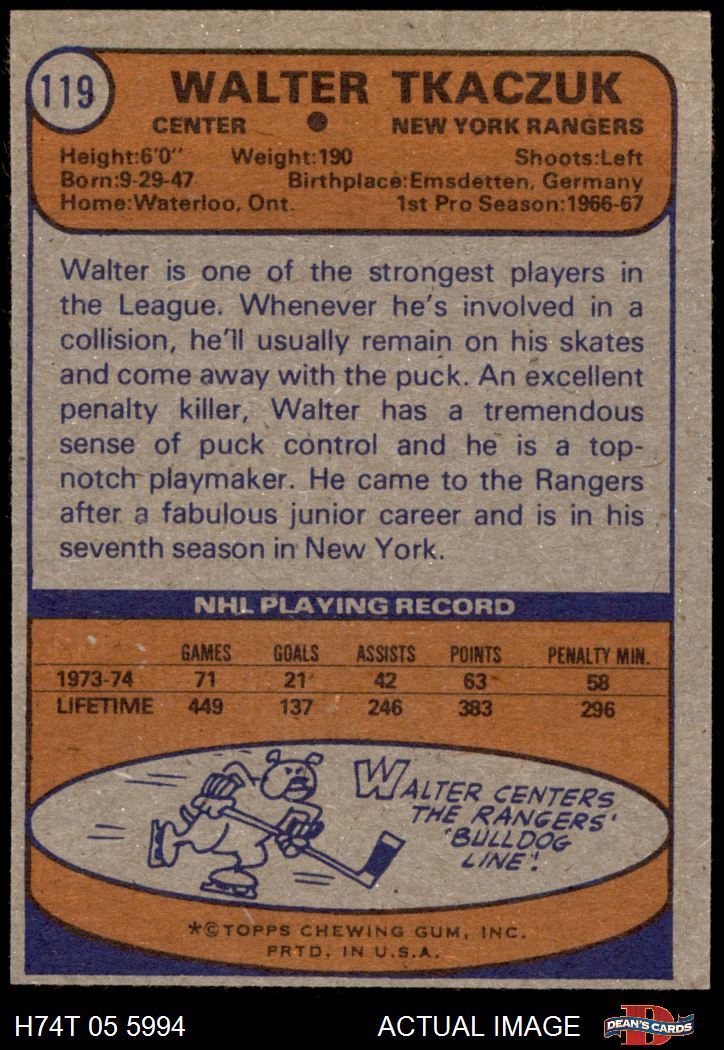 119
WALTER TKACZUK
CENTER ● NEW YORK RANGERS
Height:6'0" Weight:190 Shoots:Left
Born:9-29-47 Birthplace:Emsdetten, Germany
Home:Waterloo, Ont. 1st Pro Season:1966-67
Walter is one of the strongest players in
the League. Whenever he's involved in a
collision, he'll usually remain on his skates
and come away with the puck. An excellent
penalty killer, Walter has a tremendous
sense of puck control and he is a top-
notch playmaker. He came to the Rangers
after a fabulous junior career and is in his
seventh season in New York.
NHL PLAYING RECORD
GAMES GOALS ASSISTS POINTS PENALTY MIN.
1973-74 71 21 42 63 58
LIFETIME 449 137 246 383 296
WALTER CENTERS
THE RANGERS'
'BULLDOG
LINE'!
*©TOPPS CHEWING GUM, INC.
PRTD. IN U.S.A.
H74T 05 5994 ACTUAL IMAGE D DEAN'S CARDS